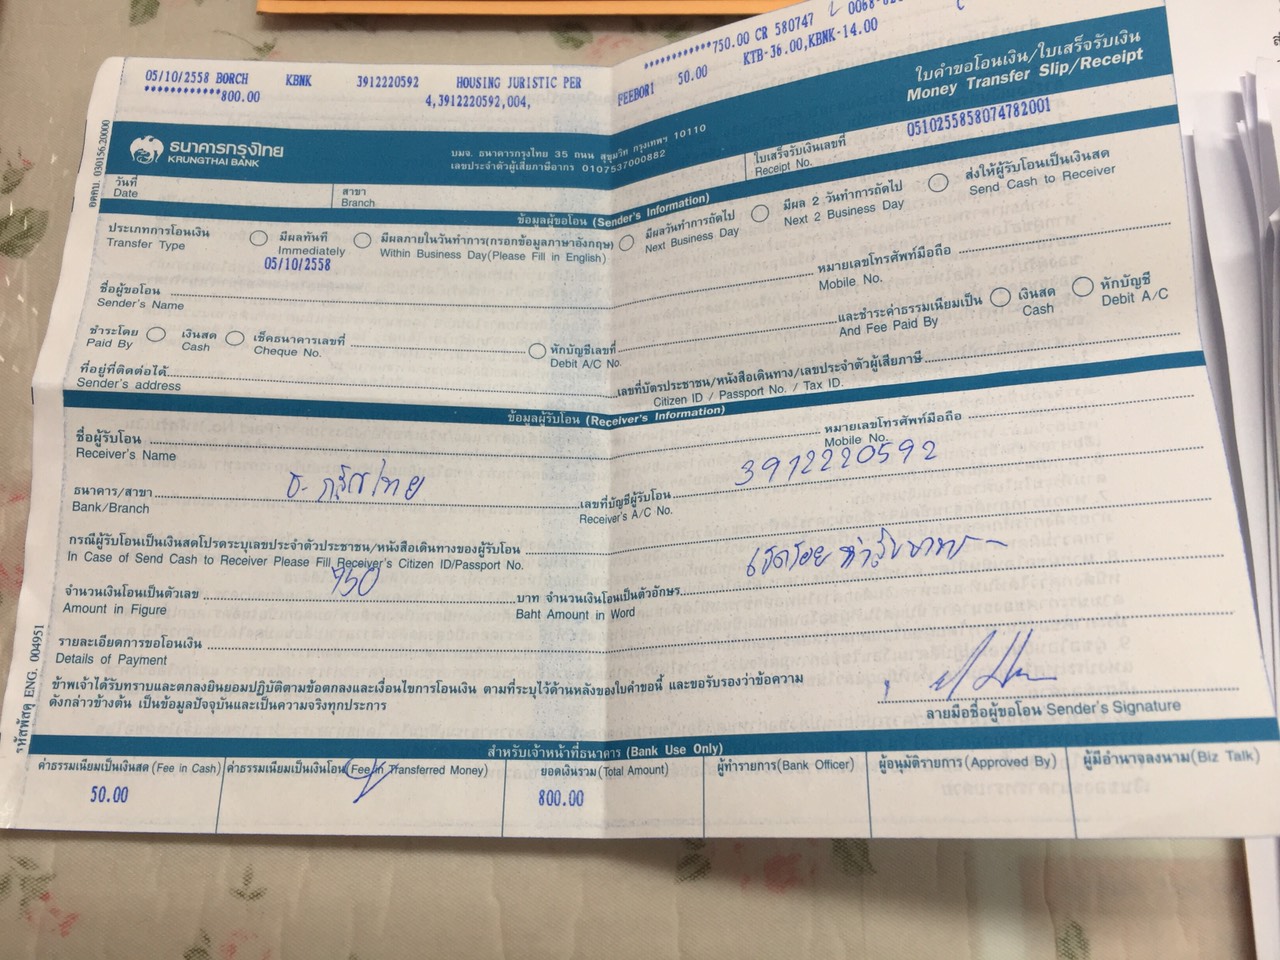 05/10/2558 BORCH KBNK 3912220592 HOUSING JURISTIC PER FEEBOR1 50.00 KTB-36.00,KBNK-14.00
**********750.00 CR 580747
************800.00 4,3912220592,004,
ใบคำขอโอนเงิน/ใบเสร็จรับเงิน
Money Transfer Slip/Receipt
ธนาคารกรุงไทย
KRUNGTHAI BANK
บมจ. ธนาคารกรุงไทย 35 ถนน สุขุมวิท กรุงเทพฯ 10110
เลขประจำตัวผู้เสียภาษีอากร 0107537000882
ใบเสร็จรับเงินเลขที่
Receipt No.
0510255858074782001
วันที่
Date
สาขา
Branch
ข้อมูลผู้ขอโอน (Sender's Information)
ประเภทการโอนเงิน
Transfer Type
มีผลทันที
Immediately
05/10/2558
มีผลภายในวันทำการ(กรอกข้อมูลภาษาอังกฤษ)
Within Business Day(Please Fill in English)
มีผลวันทำการถัดไป
Next Business Day
มีผล 2 วันทำการถัดไป
Next 2 Business Day
ส่งให้ผู้รับโอนเป็นเงินสด
Send Cash to Receiver
ชื่อผู้ขอโอน
Sender's Name
หมายเลขโทรศัพท์มือถือ
Mobile No.
ชำระโดย
Paid By
เงินสด
Cash
เช็คธนาคารเลขที่
Cheque No.
หักบัญชีเลขที่
Debit A/C No.
และชำระค่าธรรมเนียมเป็น
And Fee Paid By
เงินสด
Cash
หักบัญชี
Debit A/C
ที่อยู่ที่ติดต่อได้
Sender's address
เลขที่บัตรประชาชน/หนังสือเดินทาง/เลขประจำตัวผู้เสียภาษี
Citizen ID / Passport No. / Tax ID.
ข้อมูลผู้รับโอน (Receiver's Information)
ชื่อผู้รับโอน
Receiver's Name
หมายเลขโทรศัพท์มือถือ
Mobile No.
ธนาคาร/สาขา ธ. กสิกรไทย
Bank/Branch
เลขที่บัญชีผู้รับโอน 3912220592
Receiver's A/C No.
กรณีผู้รับโอนเป็นเงินสดโปรดระบุเลขประจำตัวประชาชน/หนังสือเดินทางของผู้รับโอน
In Case of Send Cash to Receiver Please Fill Receiver's Citizen ID/Passport No.
จำนวนเงินโอนเป็นตัวเลข 750 บาท
Amount in Figure Baht
จำนวนเงินโอนเป็นตัวอักษร เจ็ดร้อยห้าสิบบาท -
Amount in Word
รายละเอียดการขอโอนเงิน
Details of Payment
ข้าพเจ้าได้รับทราบและตกลงยินยอมปฏิบัติตามข้อตกลงและเงื่อนไขการโอนเงิน ตามที่ระบุไว้ด้านหลังของใบคำขอนี้ และขอรับรองว่าข้อความ
ดังกล่าวข้างต้น เป็นข้อมูลปัจจุบันและเป็นความจริงทุกประการ
ลายมือชื่อผู้ขอโอน Sender's Signature
สำหรับเจ้าหน้าที่ธนาคาร (Bank Use Only)
ค่าธรรมเนียมเป็นเงินสด (Fee in Cash)
50.00
ค่าธรรมเนียมเป็นเงินโอน (Fee in Transferred Money)
ยอดเงินรวม (Total Amount)
800.00
ผู้ทำรายการ(Bank Officer)
ผู้อนุมัติรายการ (Approved By)
ผู้มีอำนาจลงนาม(Biz Talk)
รหัสพัสดุ ENG. 004951